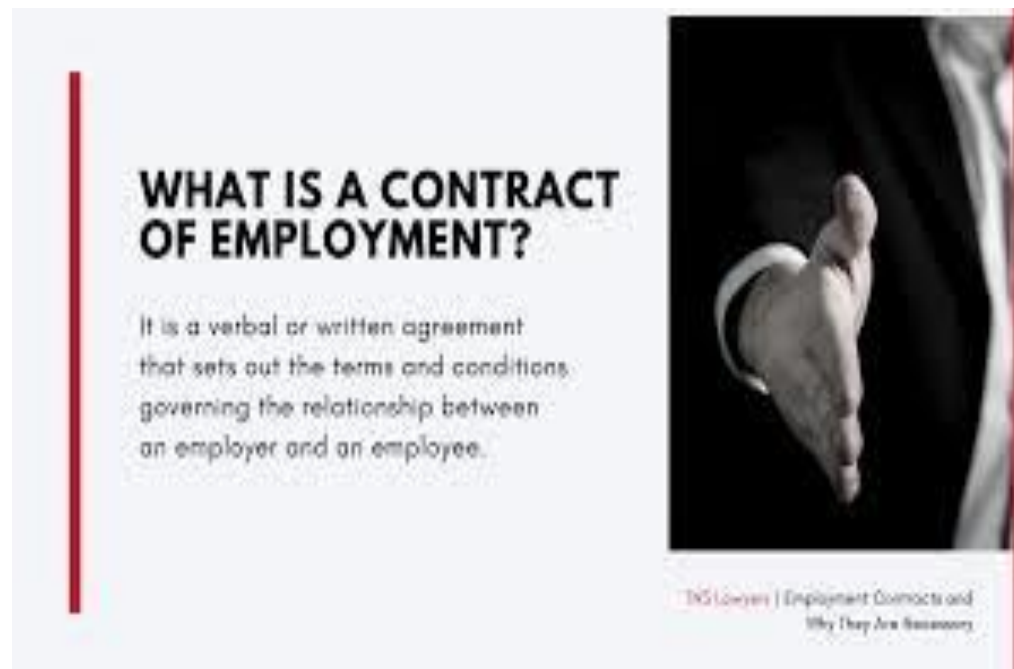 WHAT IS A CONTRACT
OF EMPLOYMENT?
It is a verbal or written agreement
that sets out the terms and conditions
governing the relationship between
an employer and an employee.
Lawyers | Employment Contracts and
Why They Are Necessary